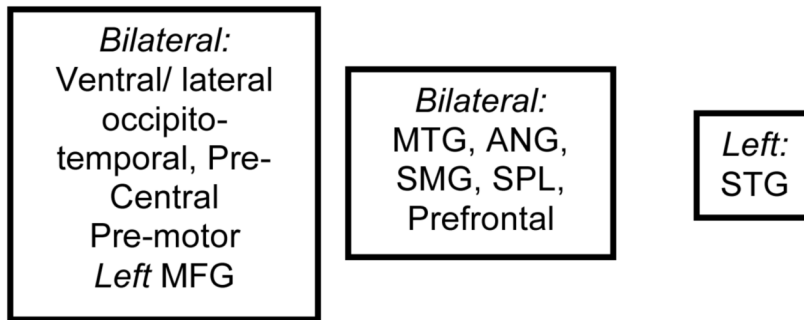 Bilateral:
Ventral/ lateral
occipito-
temporal, Pre-
Central
Pre-motor
Left MFG
Bilateral:
MTG, ANG,
SMG, SPL,
Prefrontal
Left:
STG